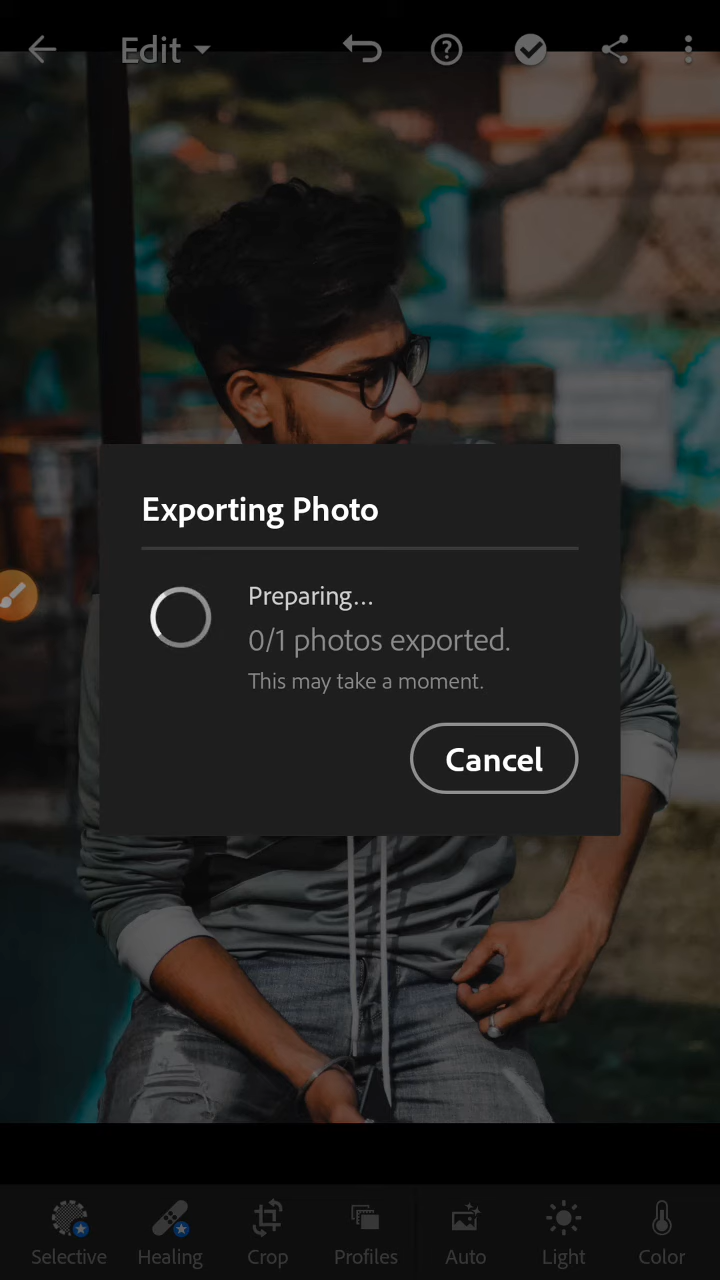 Edit
Exporting Photo
Preparing...
0/1 photos exported.
This may take a moment.
Cancel
Selective Healing Crop Profiles Auto Light Color